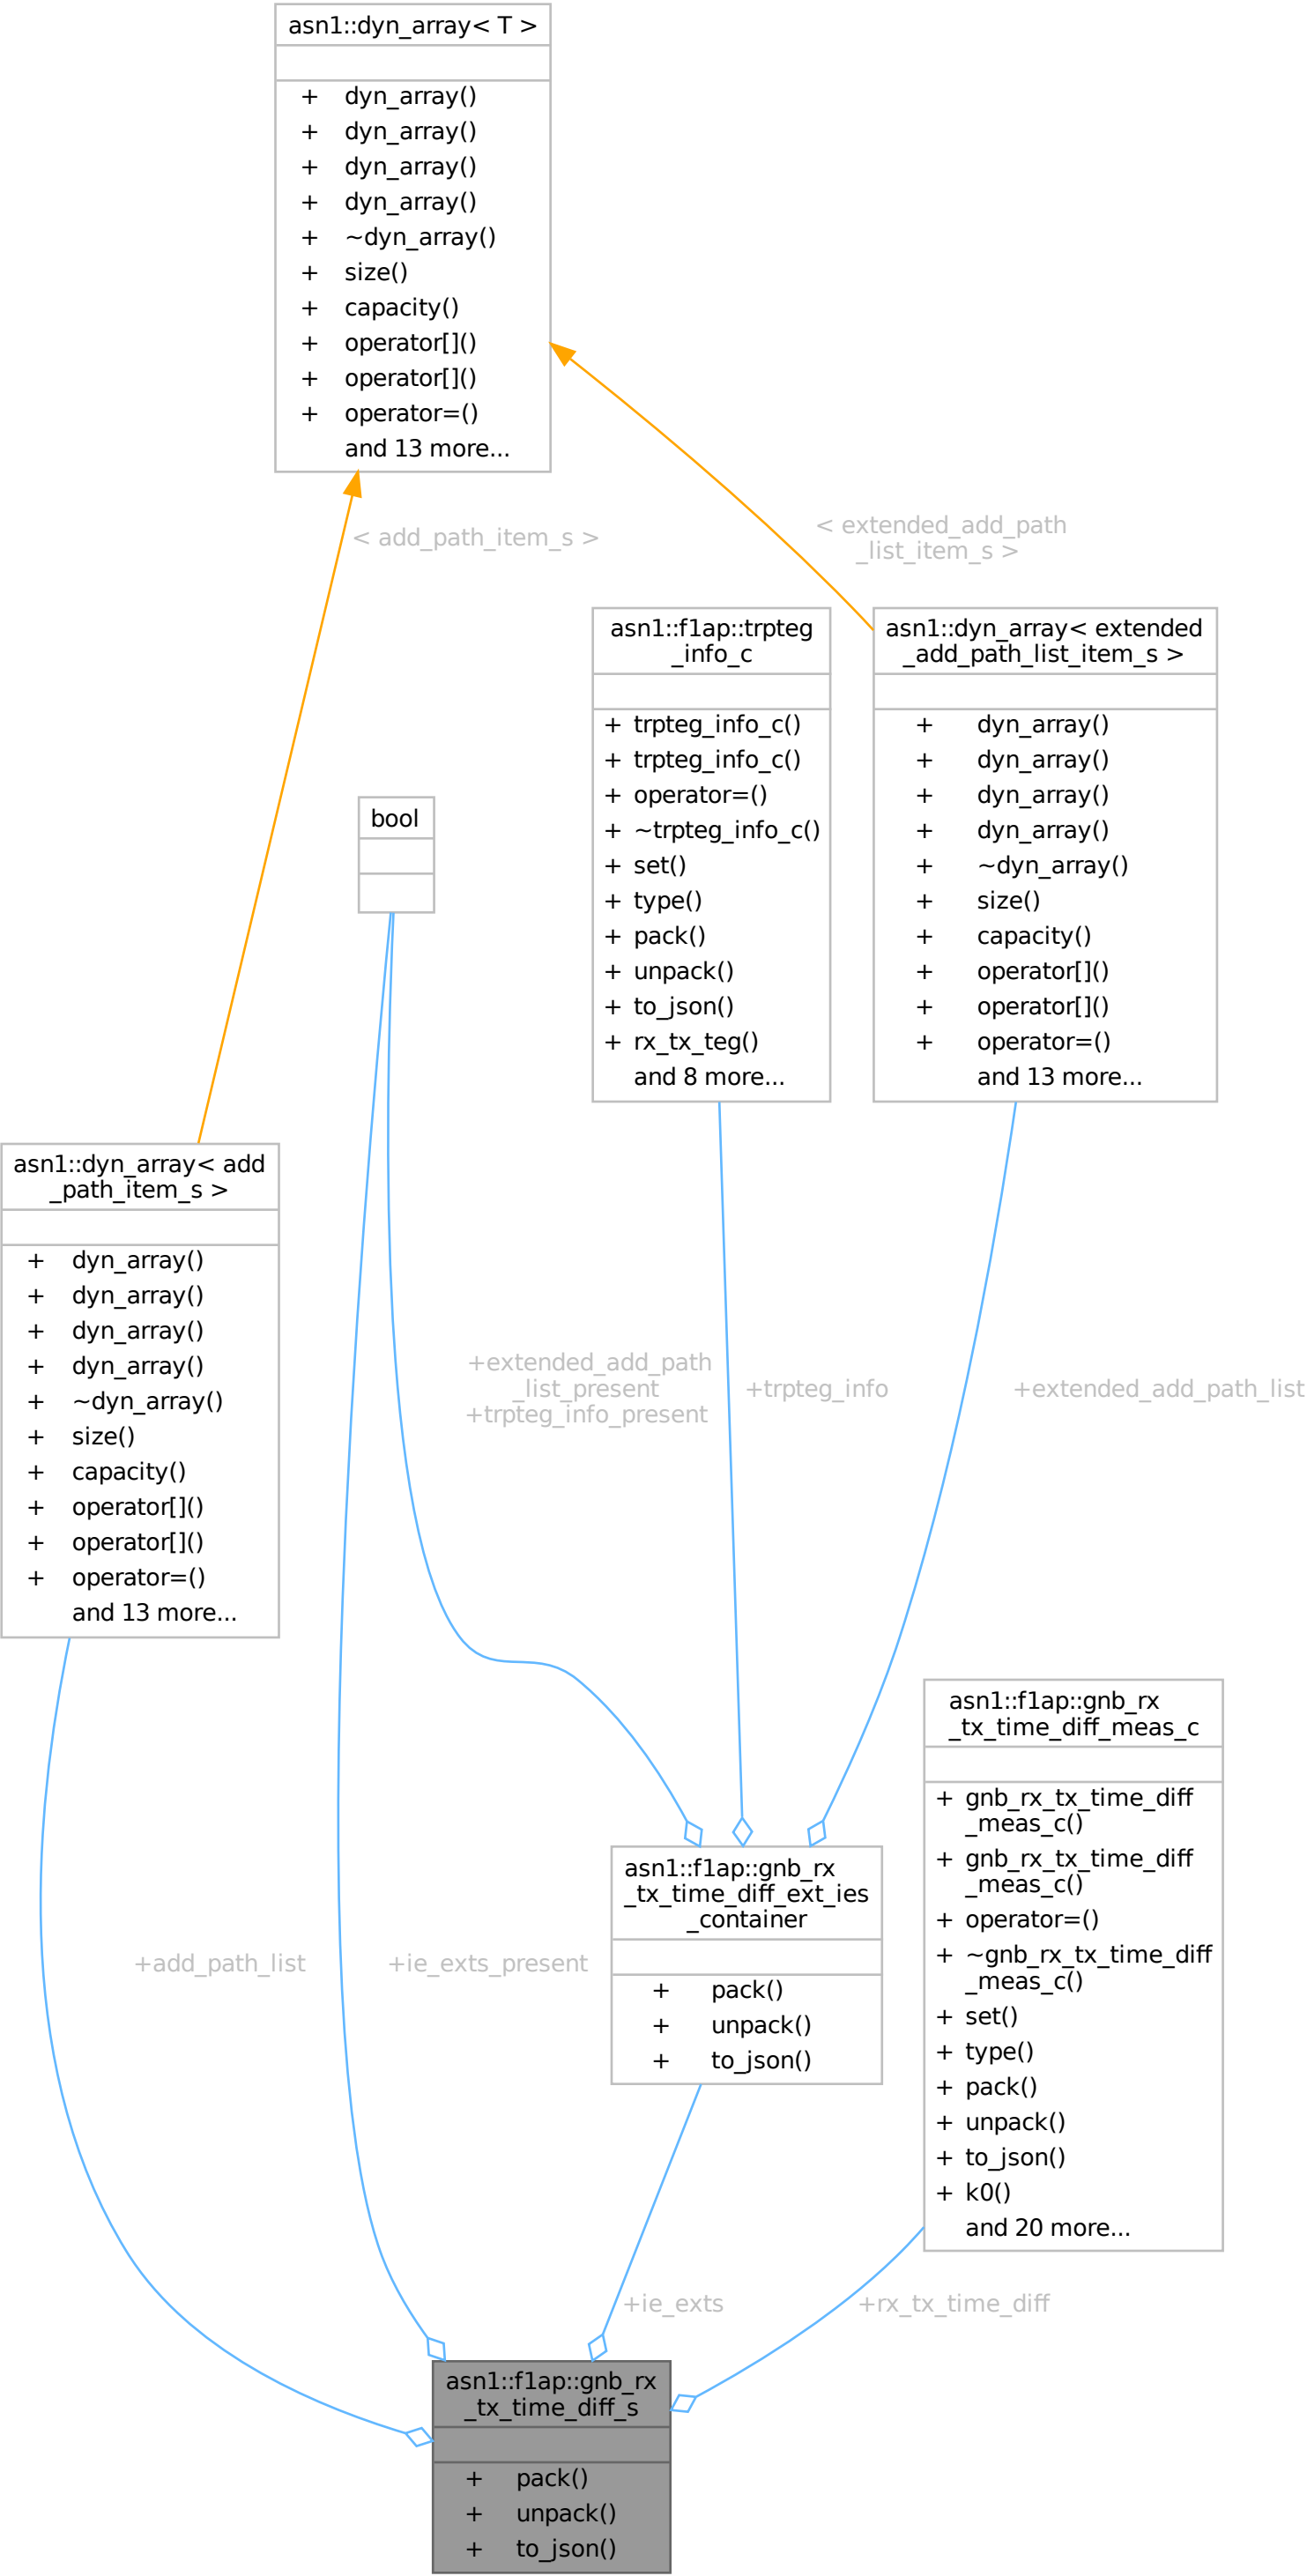 asn1::dyn_array< T >
+ dyn_array()
+ dyn_array()
+ dyn_array()
+ dyn_array()
+ ~dyn_array()
+ size()
+ capacity()
+ operator[]()
+ operator[]()
+ operator=()
and 13 more...
< add_path_item_s >
< extended_add_path
_list_item_s >
asn1::f1ap::trpteg
_info_c
+ trpteg_info_c()
+ trpteg_info_c()
+ operator=()
+ ~trpteg_info_c()
+ set()
+ type()
+ pack()
+ unpack()
+ to_json()
+ rx_tx_teg()
and 8 more...
asn1::dyn_array< extended
_add_path_list_item_s >
+ dyn_array()
+ dyn_array()
+ dyn_array()
+ dyn_array()
+ ~dyn_array()
+ size()
+ capacity()
+ operator[]()
+ operator[]()
+ operator=()
and 13 more...
bool
asn1::dyn_array< add
_path_item_s >
+ dyn_array()
+ dyn_array()
+ dyn_array()
+ dyn_array()
+ ~dyn_array()
+ size()
+ capacity()
+ operator[]()
+ operator[]()
+ operator=()
and 13 more...
+extended_add_path
_list_present
+trpteg_info_present
+trpteg_info
+extended_add_path_list
asn1::f1ap::gnb_rx
_tx_time_diff_meas_c
+ gnb_rx_tx_time_diff
_meas_c()
+ gnb_rx_tx_time_diff
_meas_c()
+ operator=()
+ ~gnb_rx_tx_time_diff
_meas_c()
+ set()
+ type()
+ pack()
+ unpack()
+ to_json()
+ k0()
and 20 more...
asn1::f1ap::gnb_rx
_tx_time_diff_ext_ies
_container
+ pack()
+ unpack()
+ to_json()
+add_path_list
+ie_exts_present
+ie_exts
+rx_tx_time_diff
asn1::f1ap::gnb_rx
_tx_time_diff_s
+ pack()
+ unpack()
+ to_json()